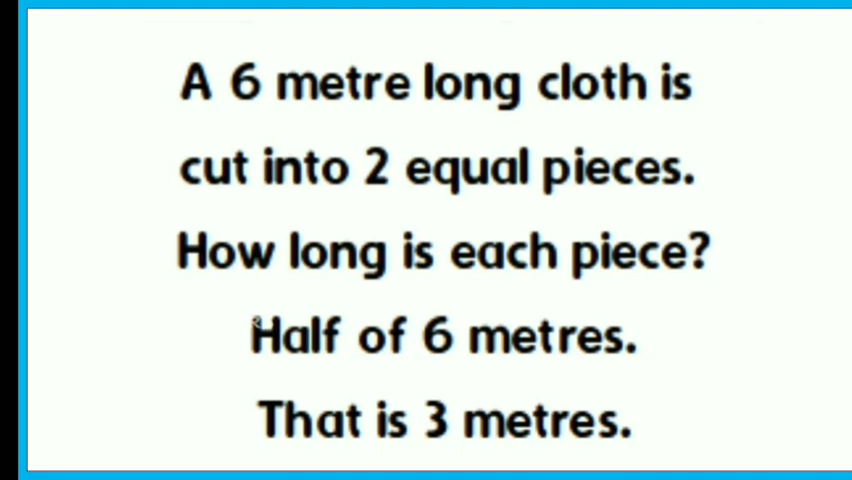 A 6 metre long cloth is
cut into 2 equal pieces.
How long is each piece?
Half of 6 metres.
That is 3 metres.